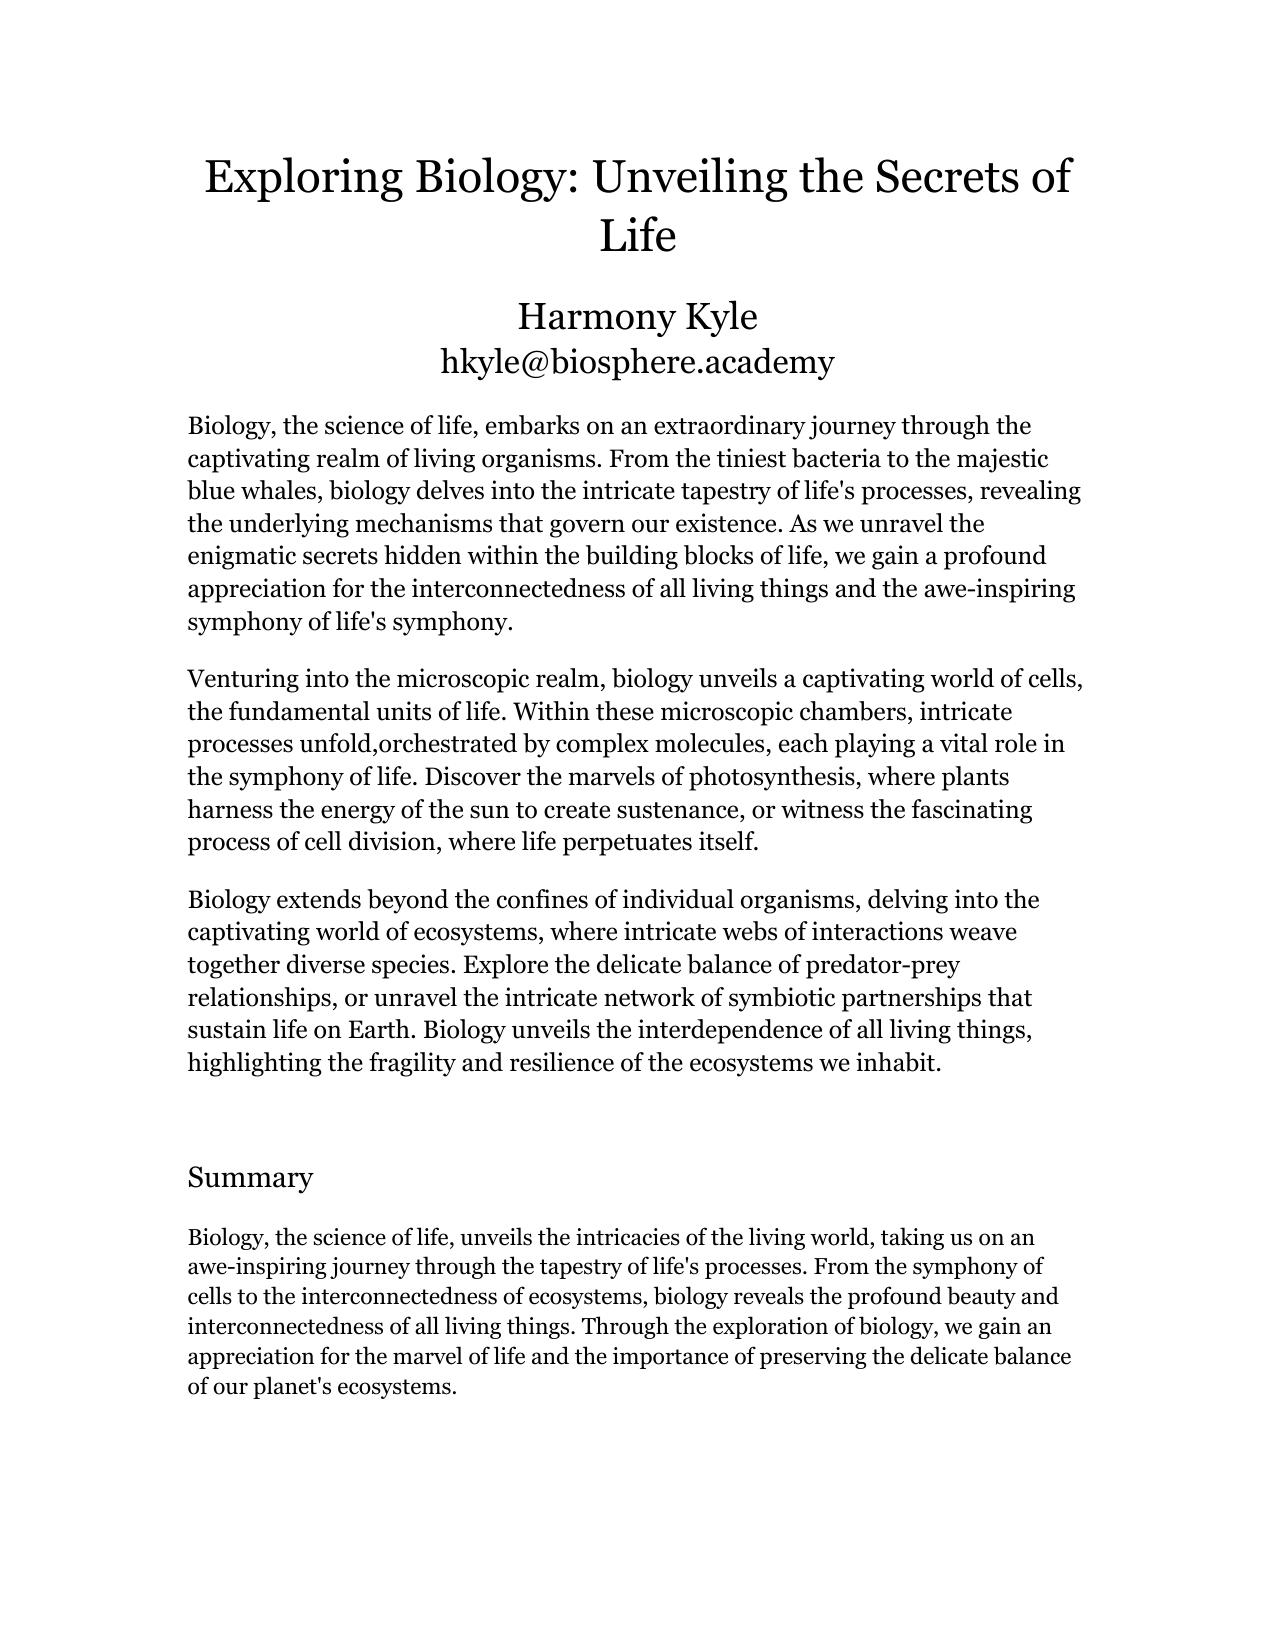 Exploring Biology: Unveiling the Secrets of
Life
Harmony Kyle
hkyle@biosphere.academy
Biology, the science of life, embarks on an extraordinary journey through the
captivating realm of living organisms. From the tiniest bacteria to the majestic
blue whales, biology delves into the intricate tapestry of life's processes, revealing
the underlying mechanisms that govern our existence. As we unravel the
enigmatic secrets hidden within the building blocks of life, we gain a profound
appreciation for the interconnectedness of all living things and the awe-inspiring
symphony of life's symphony.
Venturing into the microscopic realm, biology unveils a captivating world of cells,
the fundamental units of life. Within these microscopic chambers, intricate
processes unfold,orchestrated by complex molecules, each playing a vital role in
the symphony of life. Discover the marvels of photosynthesis, where plants
harness the energy of the sun to create sustenance, or witness the fascinating
process of cell division, where life perpetuates itself.
Biology extends beyond the confines of individual organisms, delving into the
captivating world of ecosystems, where intricate webs of interactions weave
together diverse species. Explore the delicate balance of predator-prey
relationships, or unravel the intricate network of symbiotic partnerships that
sustain life on Earth. Biology unveils the interdependence of all living things,
highlighting the fragility and resilience of the ecosystems we inhabit.
Summary
Biology, the science of life, unveils the intricacies of the living world, taking us on an
awe-inspiring journey through the tapestry of life's processes. From the symphony of
cells to the interconnectedness of ecosystems, biology reveals the profound beauty and
interconnectedness of all living things. Through the exploration of biology, we gain an
appreciation for the marvel of life and the importance of preserving the delicate balance
of our planet's ecosystems.